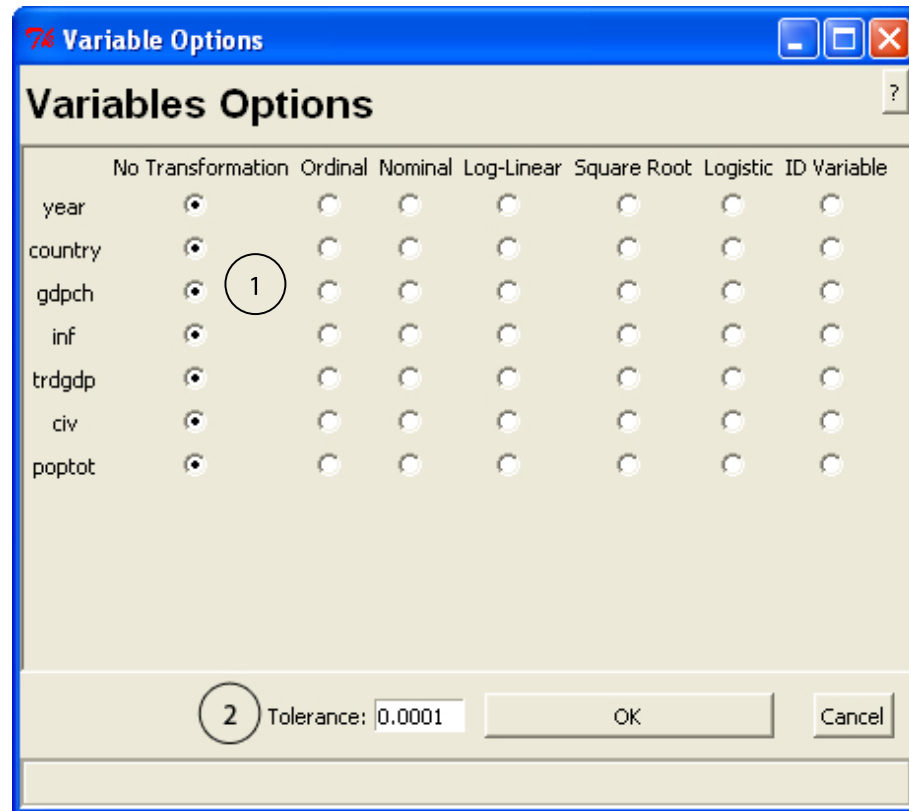 7% Variable Options
Variables Options
?
No Transformation Ordinal Nominal Log-Linear Square Root Logistic ID Variable
year
country
1
gdpch
inf
trdgdp
civ
poptot
2 Tolerance: 0.0001 OK Cancel